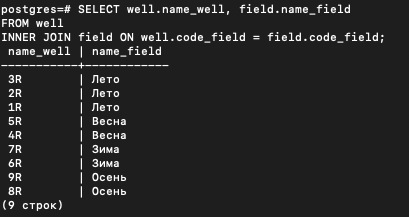 postgres=# SELECT well.name_well, field.name_field
FROM well
INNER JOIN field ON well.code_field = field.code_field;
 name_well | name_field
-----------+------------
 3R        | Лето
 2R        | Лето
 1R        | Лето
 5R        | Весна
 4R        | Весна
 7R        | Зима
 6R        | Зима
 9R        | Осень
 8R        | Осень
(9 строк)